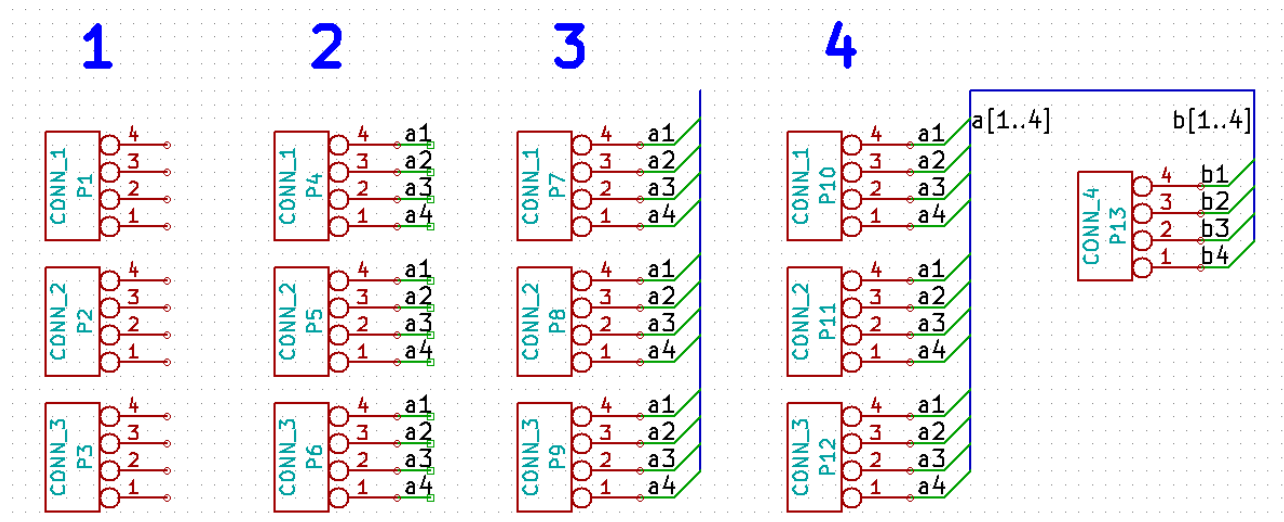 1
CONN_1
P1
4
3
2
1
CONN_2
P2
4
3
2
1
CONN_3
P3
4
3
2
1
2
CONN_1
P4
4 a1
3 a2
2 a3
1 a4
CONN_2
P5
4 a1
3 a2
2 a3
1 a4
CONN_3
P6
4 a1
3 a2
2 a3
1 a4
3
CONN_1
P7
4 a1
3 a2
2 a3
1 a4
CONN_2
P8
4 a1
3 a2
2 a3
1 a4
CONN_3
P9
4 a1
3 a2
2 a3
1 a4
4
CONN_1
P10
4 a1
3 a2
2 a3
1 a4
CONN_2
P11
4 a1
3 a2
2 a3
1 a4
CONN_3
P12
4 a1
3 a2
2 a3
1 a4
a[1..4]
b[1..4]
CONN_4
P13
4 b1
3 b2
2 b3
1 b4